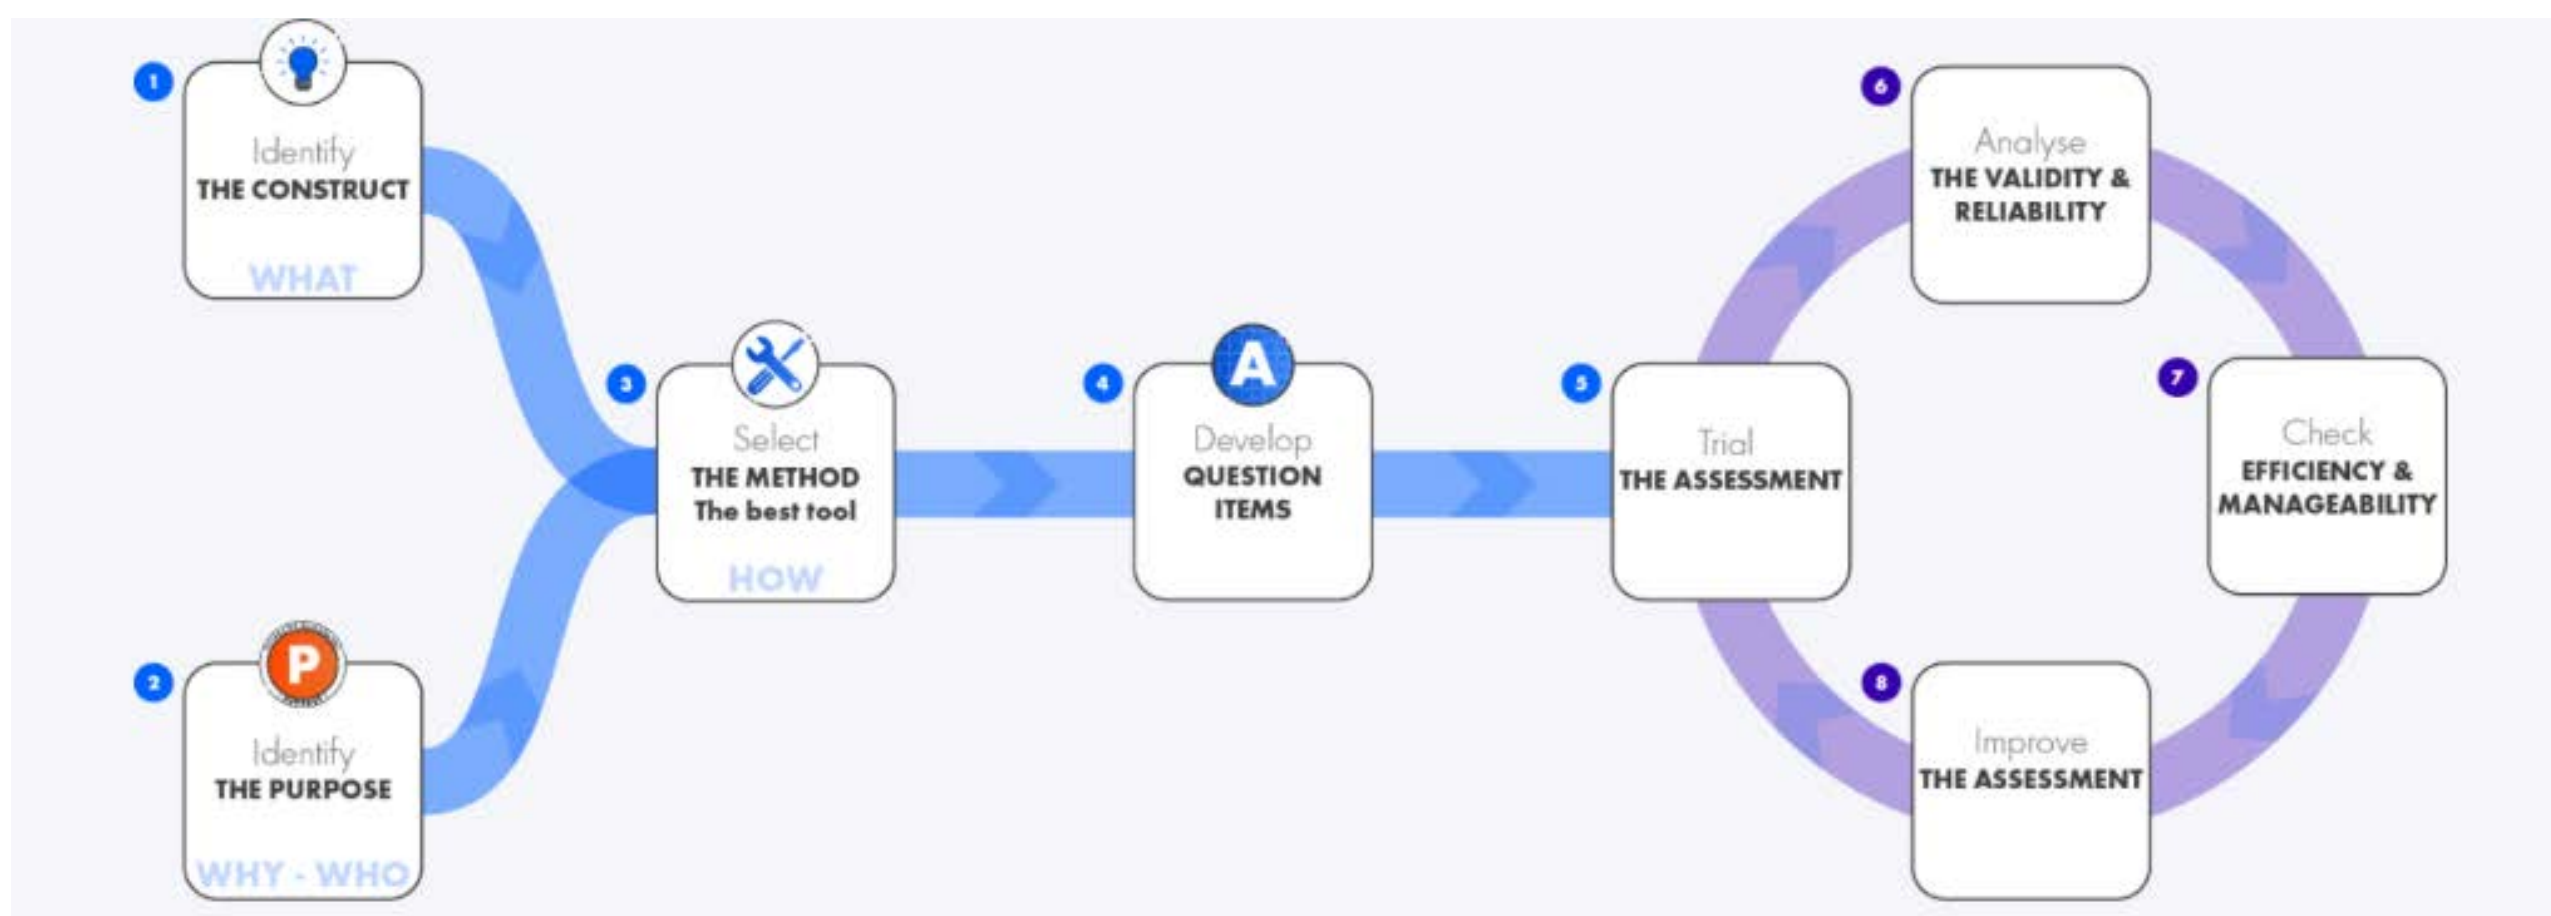 1
Identify
THE CONSTRUCT
WHAT
2
P
Identify
THE PURPOSE
WHY - WHO
3
Select
THE METHOD
The best tool
HOW
4
A
Develop
QUESTION
ITEMS
5
Trial
THE ASSESSMENT
6
Analyse
THE VALIDITY &
RELIABILITY
7
Check
EFFICIENCY &
MANAGEABILITY
8
Improve
THE ASSESSMENT